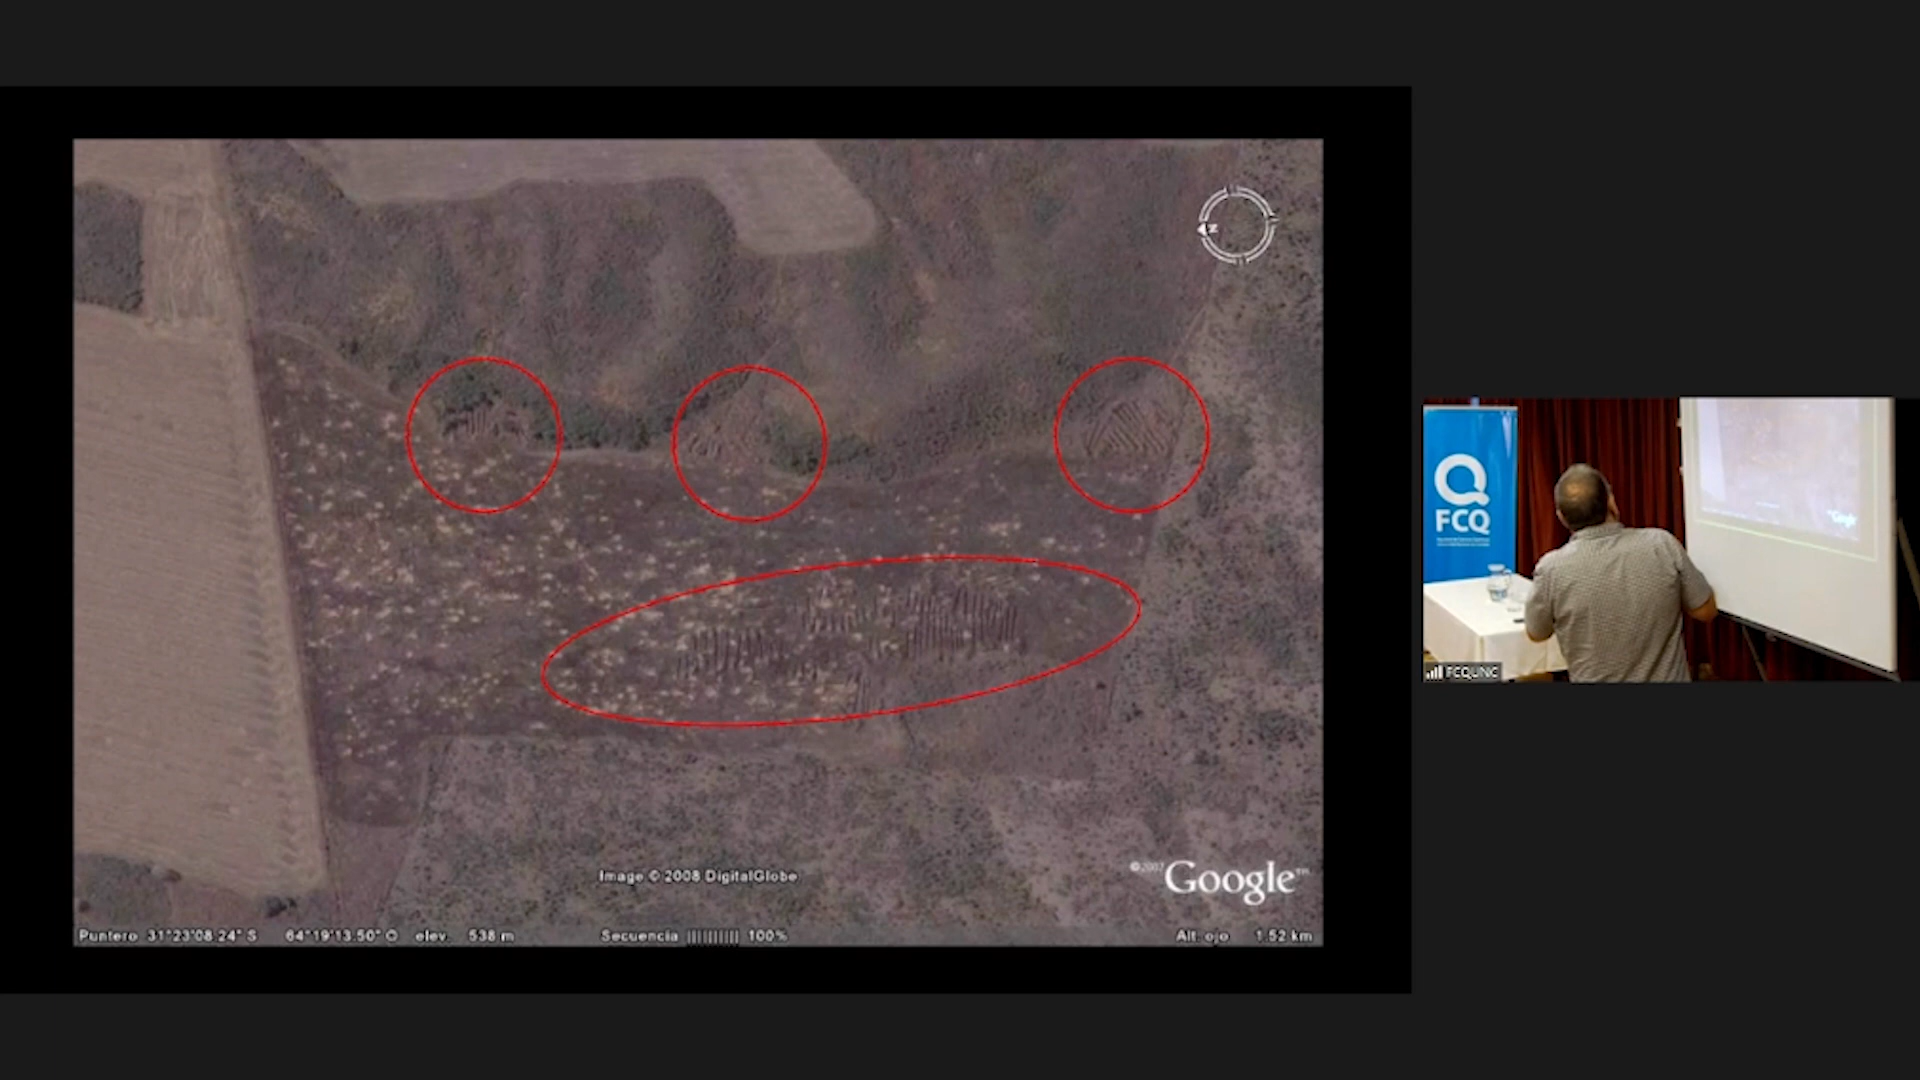 Z
Image © 2008 DigitalGlobe
©2007 Google™
Puntero 31°23'08.24" S 64°19'13.50" O elev. 538 m Secuencia 100% Alt. ojo 1.52 km
FCQ
Google
FCQUNC